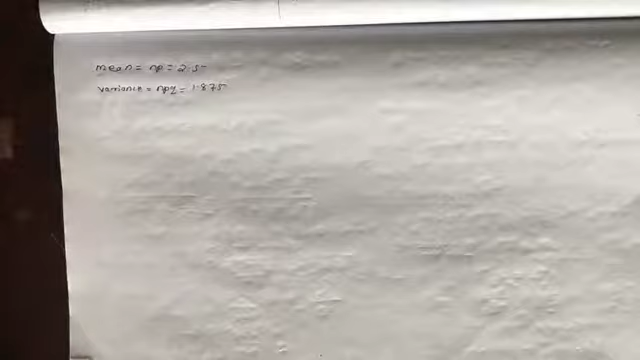 mean = np = 2.5
variance = npq = 1.875